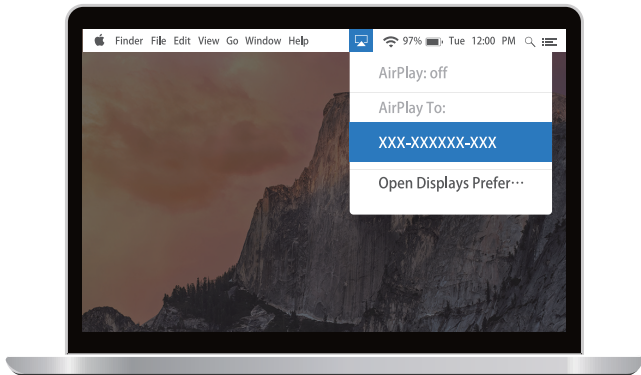 Finder File Edit View Go Window Help 97% Tue 12:00 PM
AirPlay: off
AirPlay To:
XXX-XXXXXX-XXX
Open Displays Prefer···